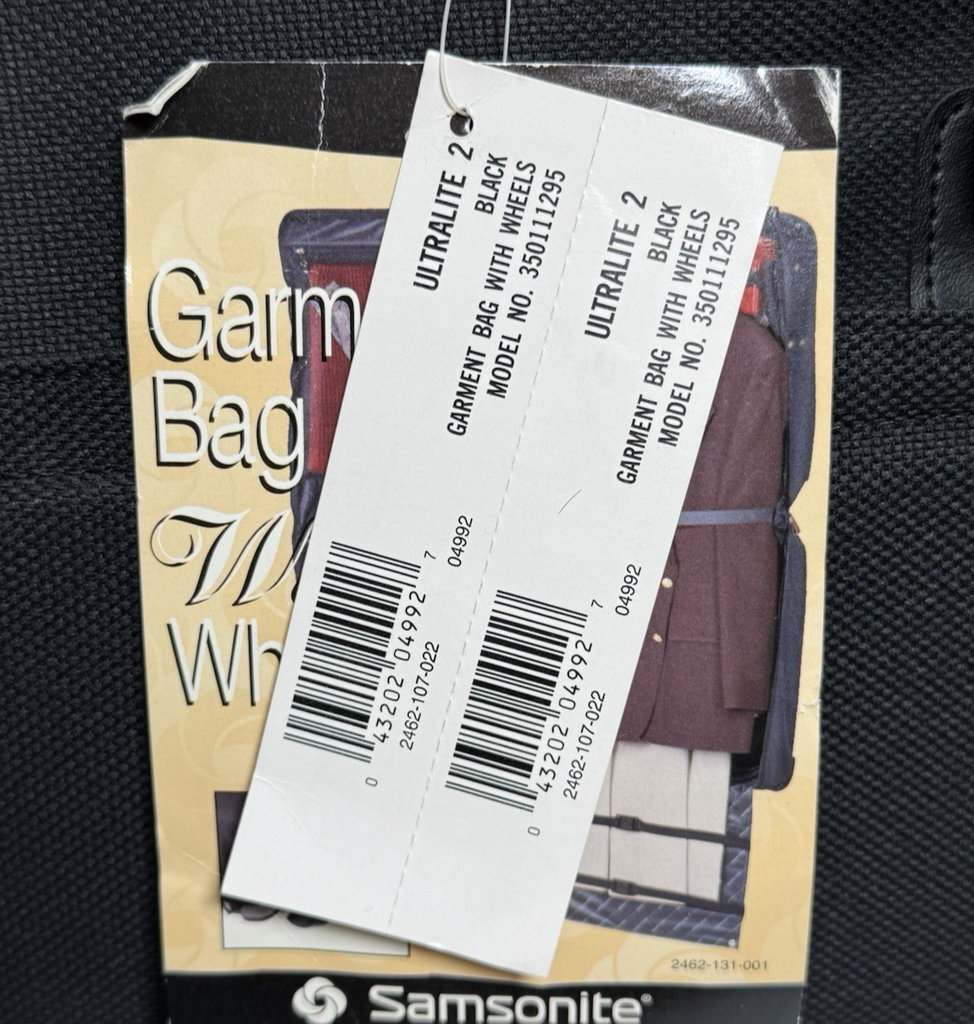 Garm
Bag
W
Wh
ULTRALITE 2
BLACK
GARMENT BAG WITH WHEELS
MODEL NO. 350111295
04992
0 43202 04992 7
2462-107-022
ULTRALITE 2
BLACK
GARMENT BAG WITH WHEELS
MODEL NO. 350111295
04992
0 43202 04992 7
2462-107-022
2462-131-001
Samsonite®